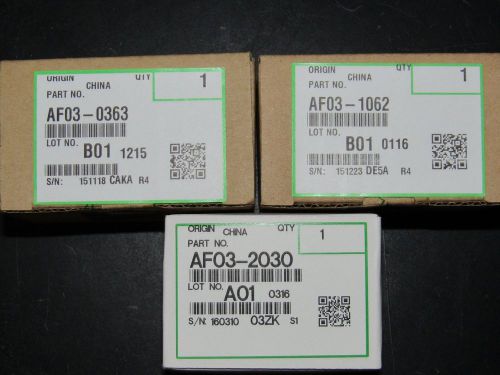 ORIGIN CHINA QTY 1
PART NO.
AF03-0363
LOT NO.
B01 1215
S/N: 151118 CAKA R4
ORIGIN CHINA QTY 1
PART NO.
AF03-1062
LOT NO.
B01 0116
S/N: 151223 DE5A R4
ORIGIN CHINA QTY 1
PART NO.
AF03-2030
LOT NO.
A01 0316
S/N: 160310 03ZK S1